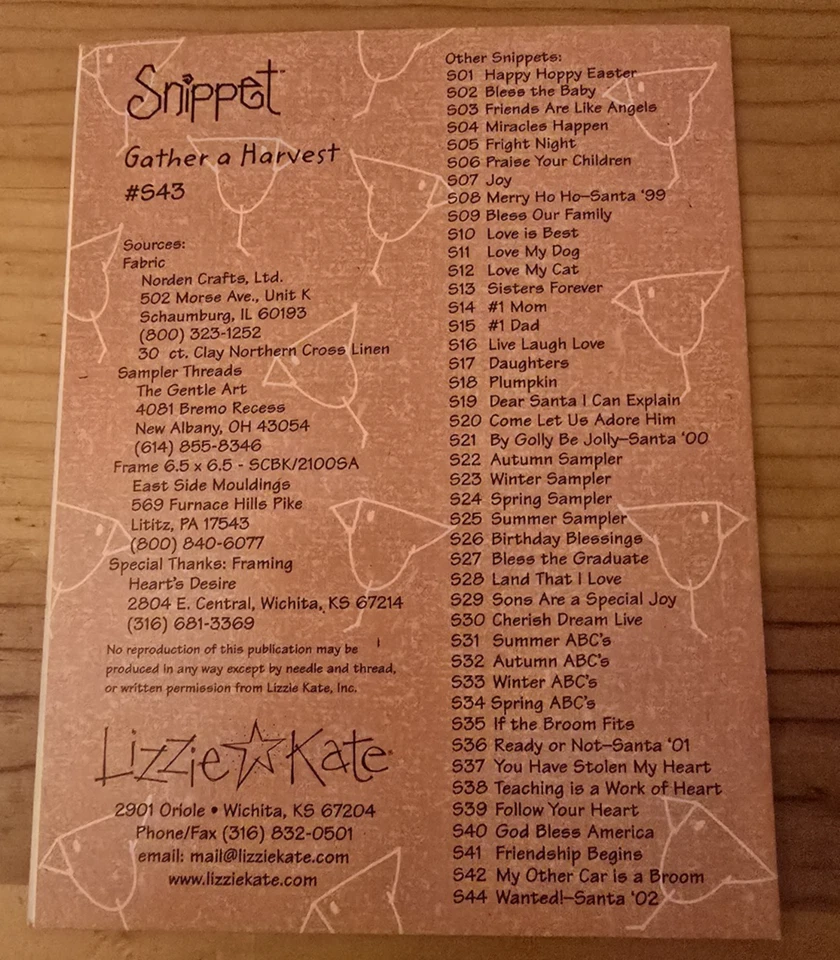 Snippet™
Gather a Harvest
#S43
Sources:
Fabric
Norden Crafts, Ltd.
502 Morse Ave., Unit K
Schaumburg, IL 60193
(800) 323-1252
30 ct. Clay Northern Cross Linen
Sampler Threads
The Gentle Art
4081 Bremo Recess
New Albany, OH 43054
(614) 855-8346
Frame 6.5 x 6.5 - SCBK/2100SA
East Side Mouldings
569 Furnace Hills Pike
Lititz, PA 17543
(800) 840-6077
Special Thanks: Framing
Heart's Desire
2804 E. Central, Wichita, KS 67214
(316) 681-3369
No reproduction of this publication may be
produced in any way except by needle and thread,
or written permission from Lizzie Kate, Inc.
Lizzie Kate®
2901 Oriole • Wichita, KS 67204
Phone/Fax (316) 832-0501
email: mail@lizziekate.com
www.lizziekate.com
Other Snippets:
S01 Happy Hoppy Easter
S02 Bless the Baby
S03 Friends Are Like Angels
S04 Miracles Happen
S05 Fright Night
S06 Praise Your Children
S07 Joy
S08 Merry Ho Ho–Santa '99
S09 Bless Our Family
S10 Love is Best
S11 Love My Dog
S12 Love My Cat
S13 Sisters Forever
S14 #1 Mom
S15 #1 Dad
S16 Live Laugh Love
S17 Daughters
S18 Plumpkin
S19 Dear Santa I Can Explain
S20 Come Let Us Adore Him
S21 By Golly Be Jolly–Santa '00
S22 Autumn Sampler
S23 Winter Sampler
S24 Spring Sampler
S25 Summer Sampler
S26 Birthday Blessings
S27 Bless the Graduate
S28 Land That I Love
S29 Sons Are a Special Joy
S30 Cherish Dream Live
S31 Summer ABC's
S32 Autumn ABC's
S33 Winter ABC's
S34 Spring ABC's
S35 If the Broom Fits
S36 Ready or Not–Santa '01
S37 You Have Stolen My Heart
S38 Teaching is a Work of Heart
S39 Follow Your Heart
S40 God Bless America
S41 Friendship Begins
S42 My Other Car is a Broom
S44 Wanted!–Santa '02